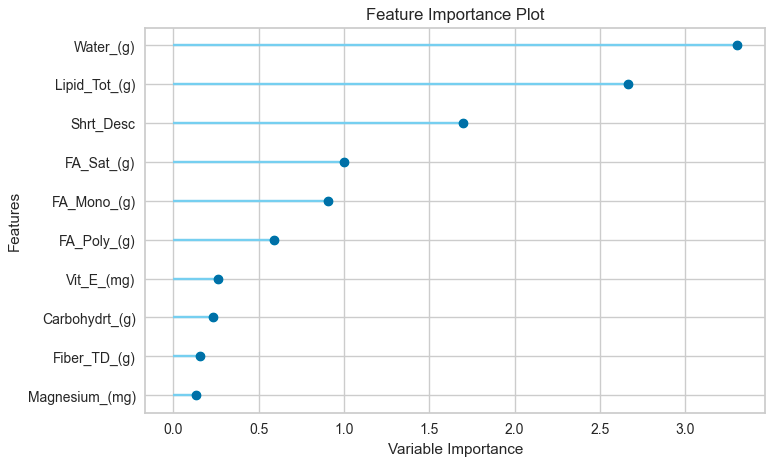 Feature Importance Plot
Features
Water_(g)
Lipid_Tot_(g)
Shrt_Desc
FA_Sat_(g)
FA_Mono_(g)
FA_Poly_(g)
Vit_E_(mg)
Carbohydrt_(g)
Fiber_TD_(g)
Magnesium_(mg)
0.0 0.5 1.0 1.5 2.0 2.5 3.0
Variable Importance